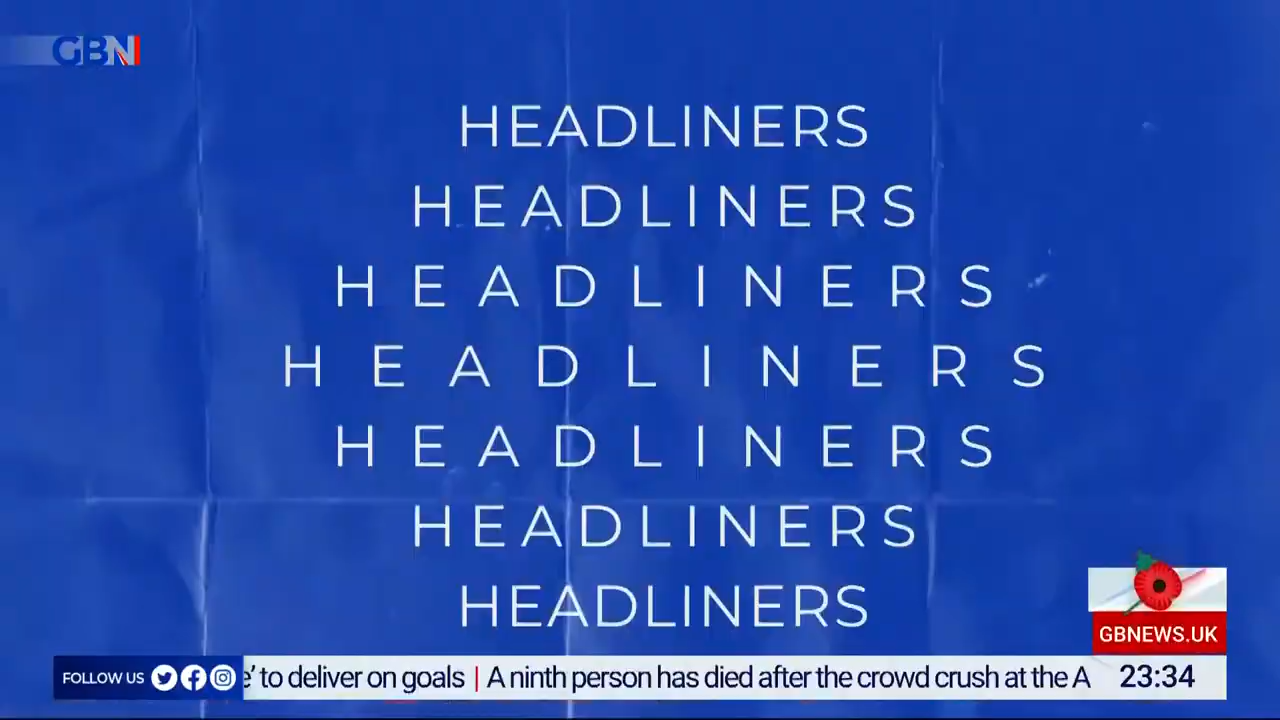 GBN
HEADLINERS
HEADLINERS
HEADLINERS
HEADLINERS
HEADLINERS
HEADLINERS
HEADLINERS
GBNEWS.UK
FOLLOW US e’ to deliver on goals | A ninth person has died after the crowd crush at the A 23:34